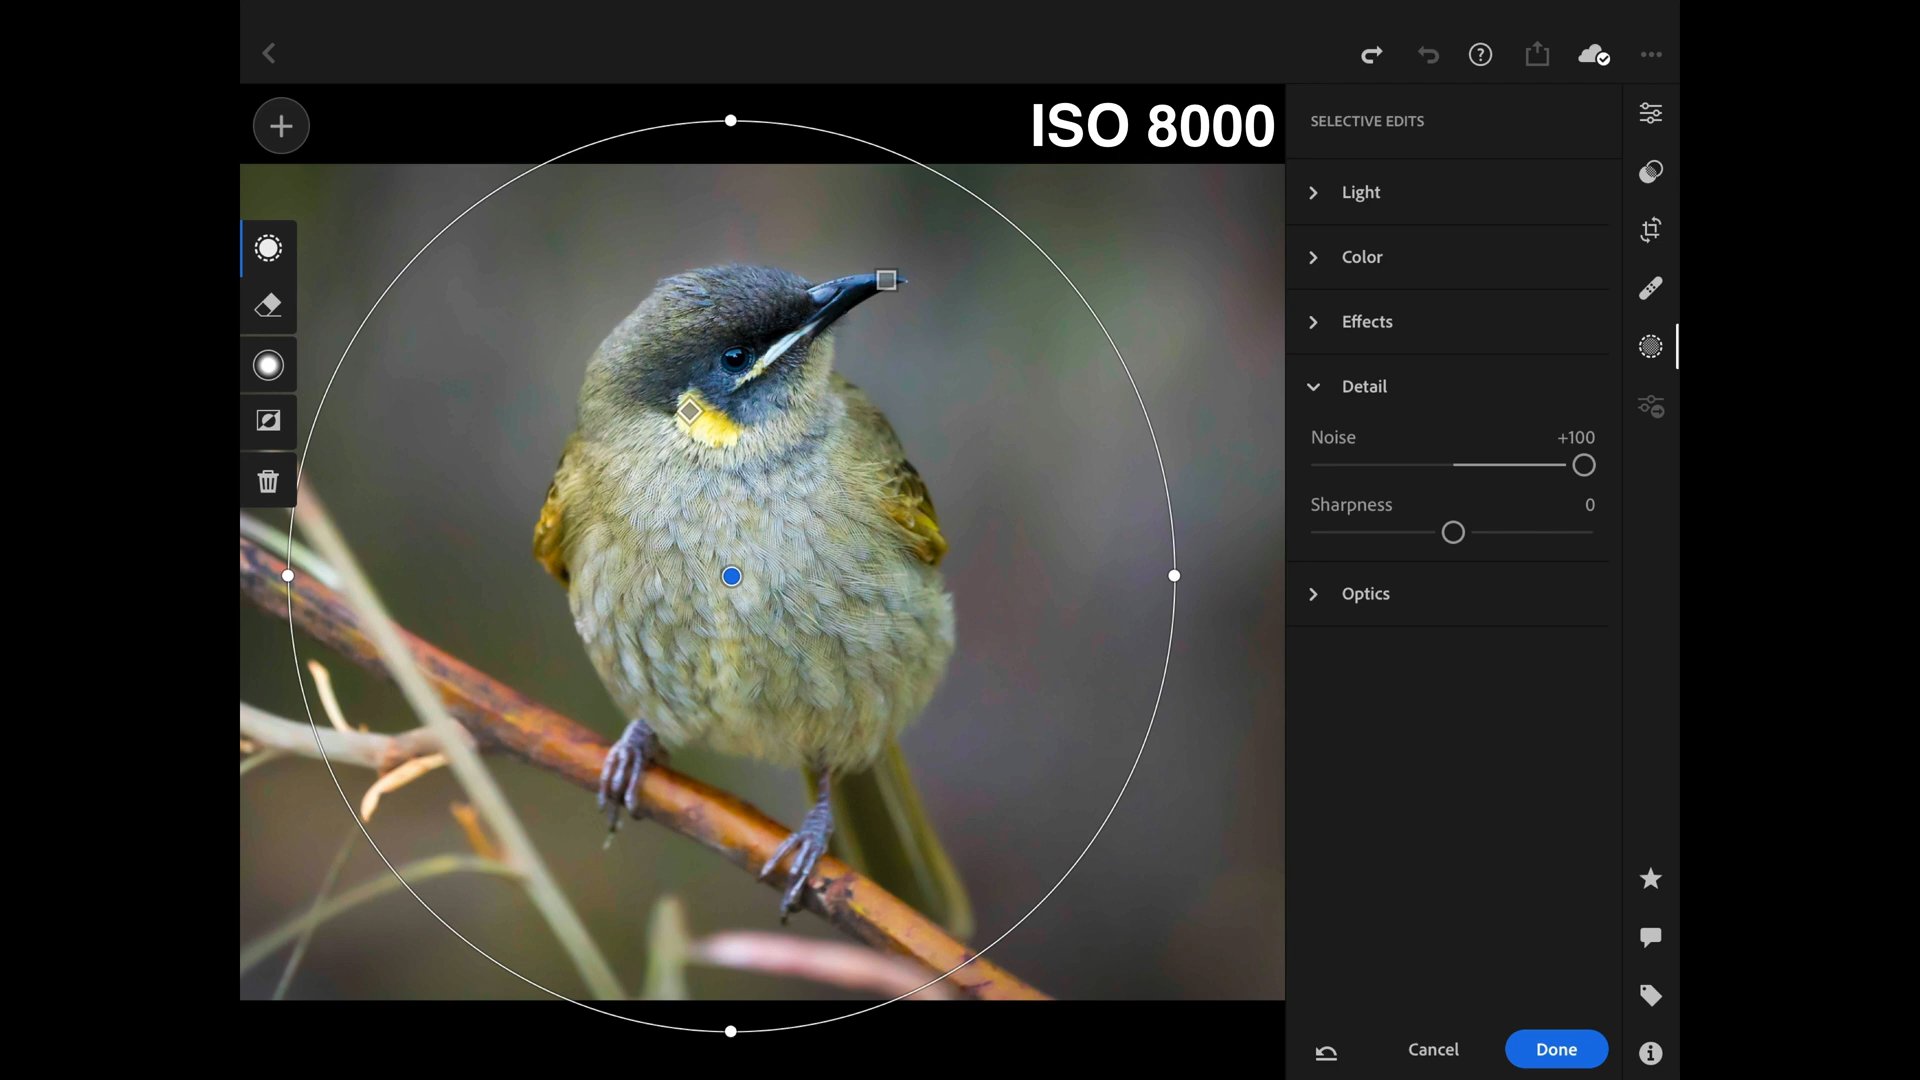 ISO 8000
SELECTIVE EDITS
Light
Color
Effects
Detail
Noise +100
Sharpness 0
Optics
Cancel Done